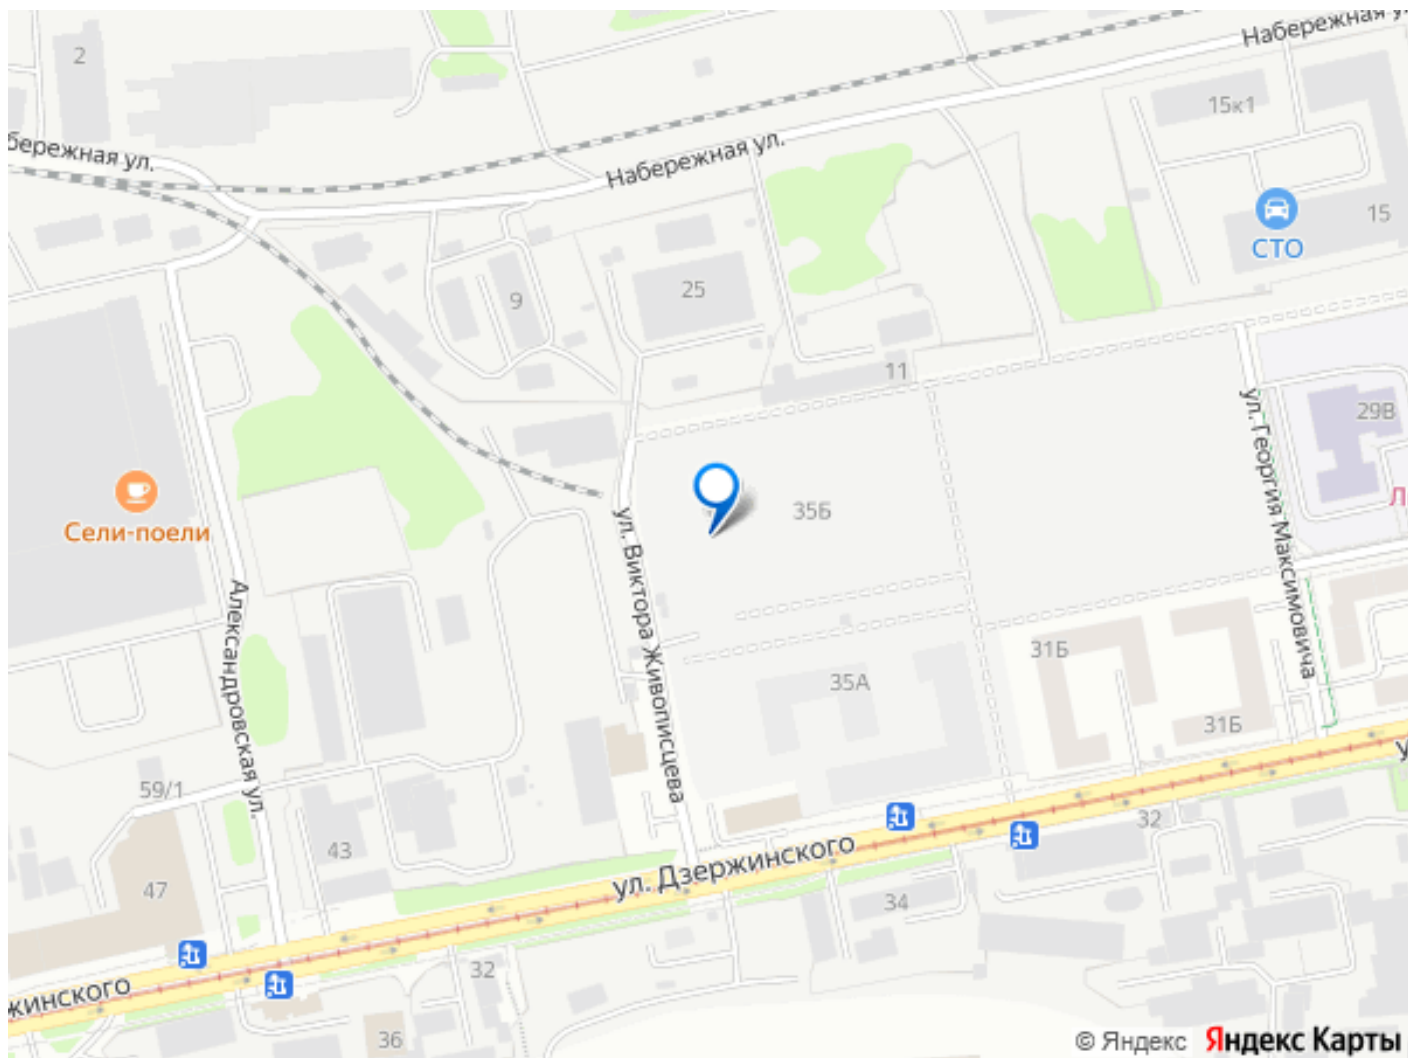 Набережная у
2
15к1
бережная ул.
Набережная ул.
15
СТО
25
9
11
ул. Георгия Максимовича
29В
Л
Сели-поели
35Б
ул. Виктора Живописцева
Александровская ул.
31Б
35А
31Б
59/1
32
43
ул. Дзержинского
47
34
32
жинского
36
у
© Яндекс Яндекс Карты